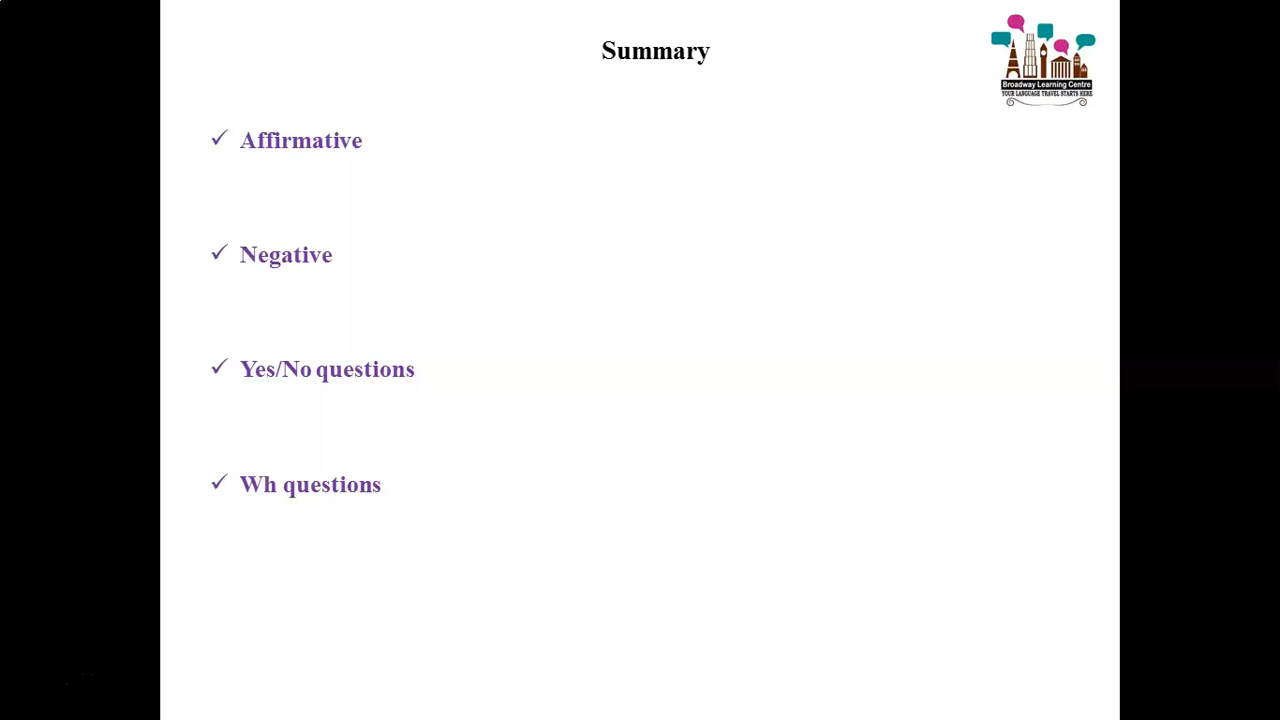 Summary
Broadway Learning Centre
YOUR LANGUAGE TRAVEL STARTS HERE
Affirmative
Negative
Yes/No questions
Wh questions